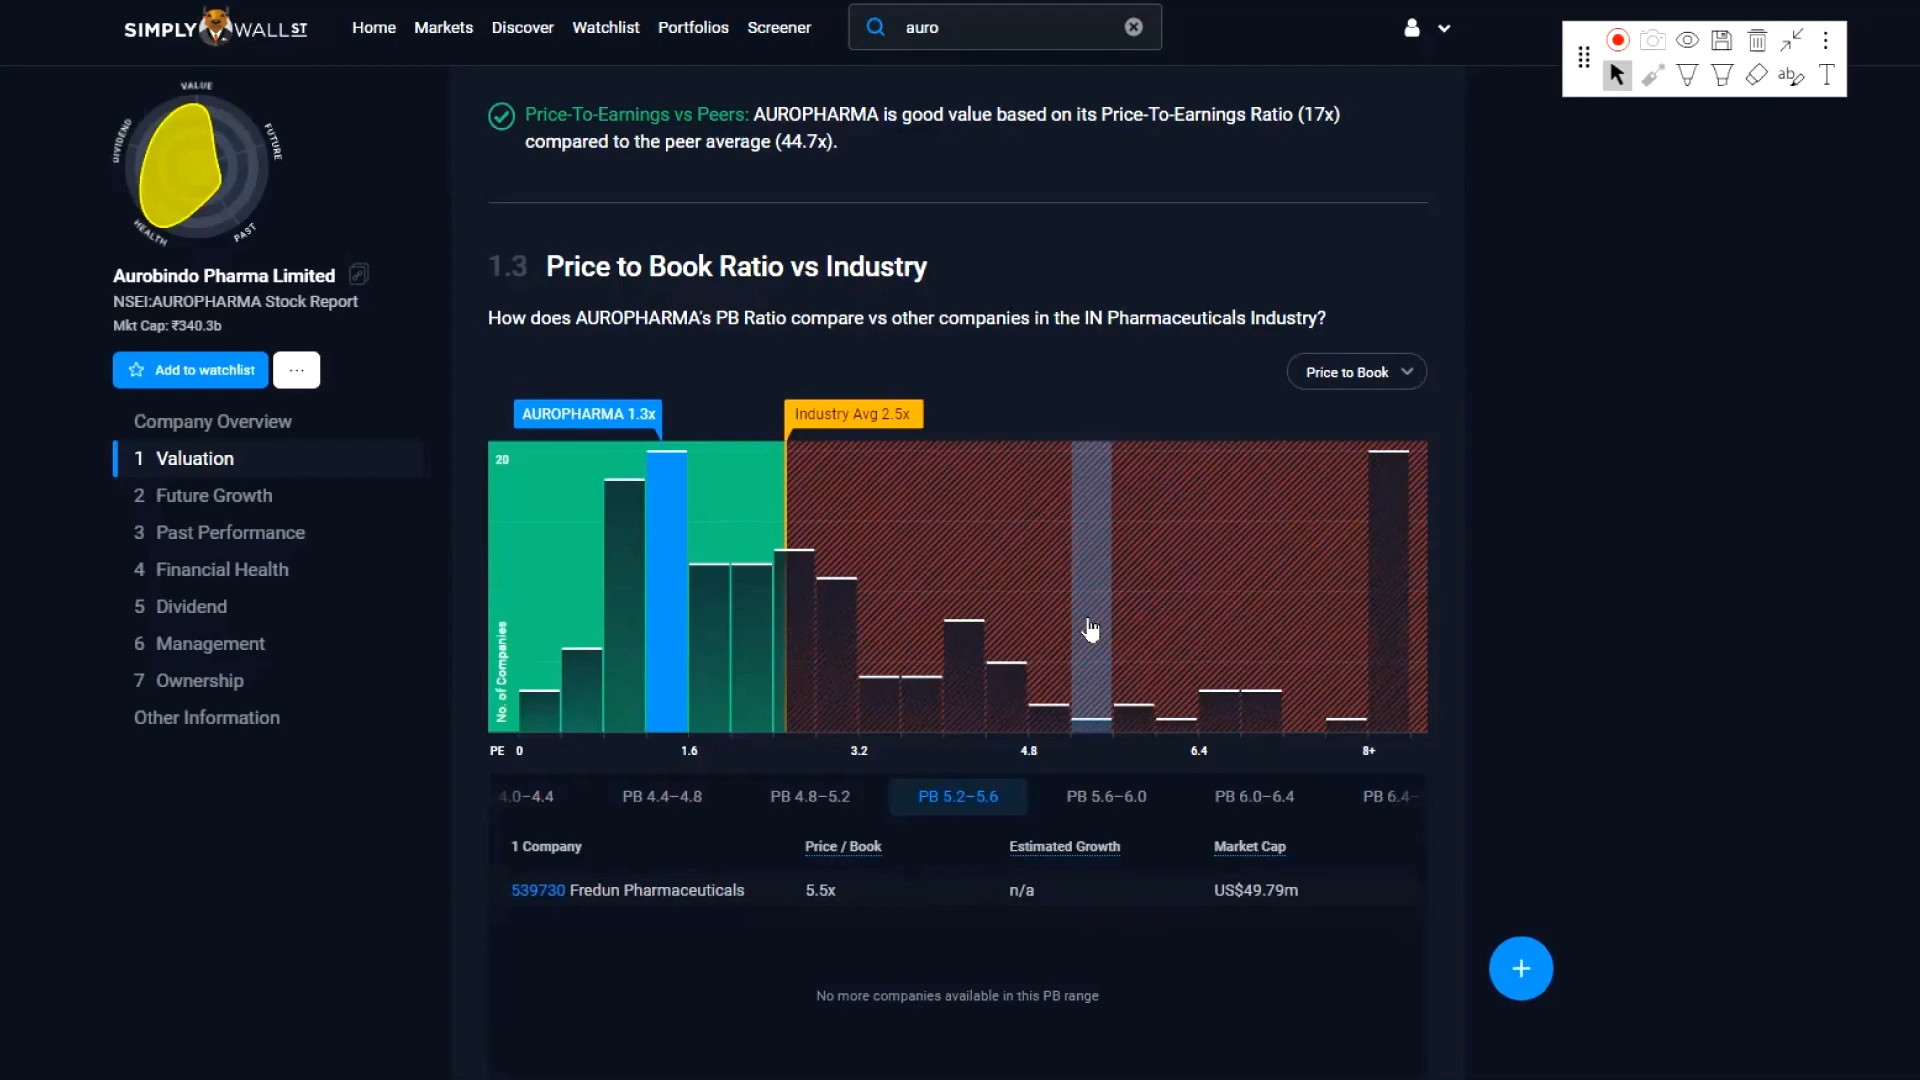 SIMPLY WALL ST
Home Markets Discover Watchlist Portfolios Screener
auro
VALUE
FUTURE
PAST
HEALTH
DIVIDEND
Aurobindo Pharma Limited
NSEI:AUROPHARMA Stock Report
Mkt Cap: ₹340.3b
Add to watchlist
...
Company Overview
1 Valuation
2 Future Growth
3 Past Performance
4 Financial Health
5 Dividend
6 Management
7 Ownership
Other Information
Price-To-Earnings vs Peers: AUROPHARMA is good value based on its Price-To-Earnings Ratio (17x)
compared to the peer average (44.7x).
1.3 Price to Book Ratio vs Industry
How does AUROPHARMA's PB Ratio compare vs other companies in the IN Pharmaceuticals Industry?
Price to Book
AUROPHARMA 1.3x
Industry Avg 2.5x
20
No. of Companies
PE 0 1.6 3.2 4.8 6.4 8+
4.0–4.4 PB 4.4–4.8 PB 4.8–5.2 PB 5.2–5.6 PB 5.6–6.0 PB 6.0–6.4 PB 6.4–
1 Company Price / Book Estimated Growth Market Cap
539730 Fredun Pharmaceuticals 5.5x n/a US$49.79m
No more companies available in this PB range
ab
T